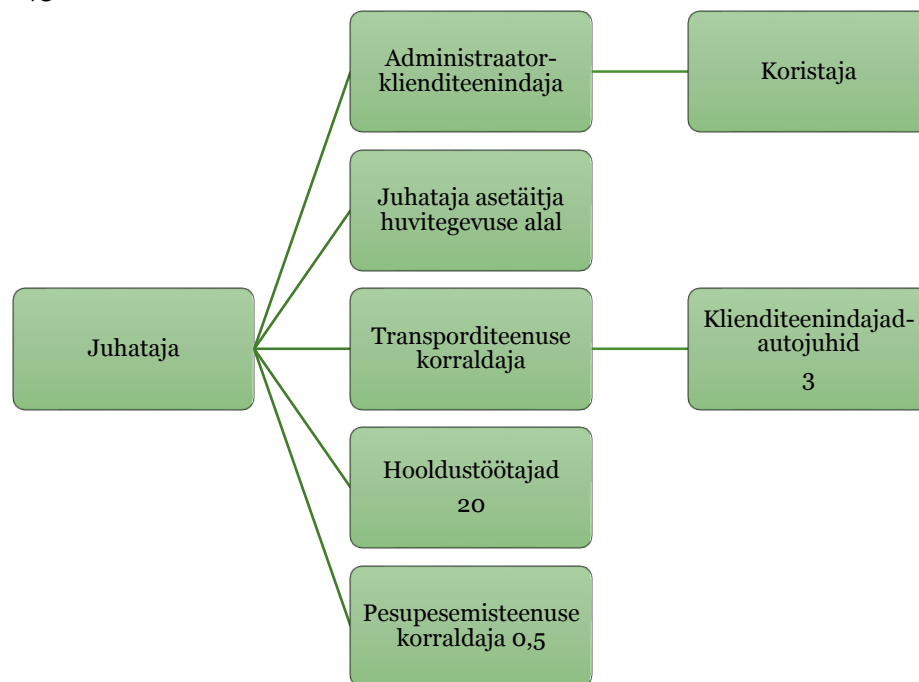 Administraator-
klienditeenindaja
Koristaja
Juhataja asetäitja
huvitegevuse alal
Juhataja
Transporditeenuse
korraldaja
Klienditeenindajad-
autojuhid
3
Hooldustöötajad
20
Pesupesemisteenuse
korraldaja 0,5